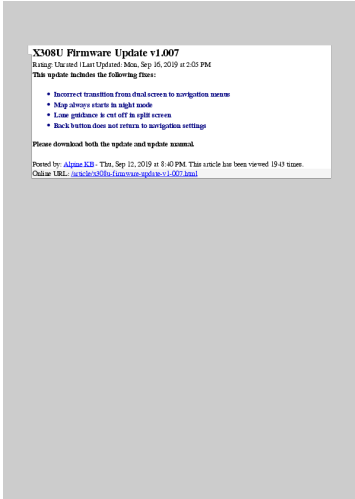 X308U Firmware Update v1.007
Rating: Unrated | Last Updated: Mon, Sep 16, 2019 at 2:05 PM
This update includes the following fixes:
• Incorrect transition from dual screen to navigation menus
• Map always starts in night mode
• Lane guidance is cut off in split screen
• Back button does not return to navigation settings
Please download both the update and update manual.
Posted by: Alpine KB - Thu, Sep 12, 2019 at 8:40 PM. This article has been viewed 1943 times.
Online URL: /article/x308u-firmware-update-v1-007.html